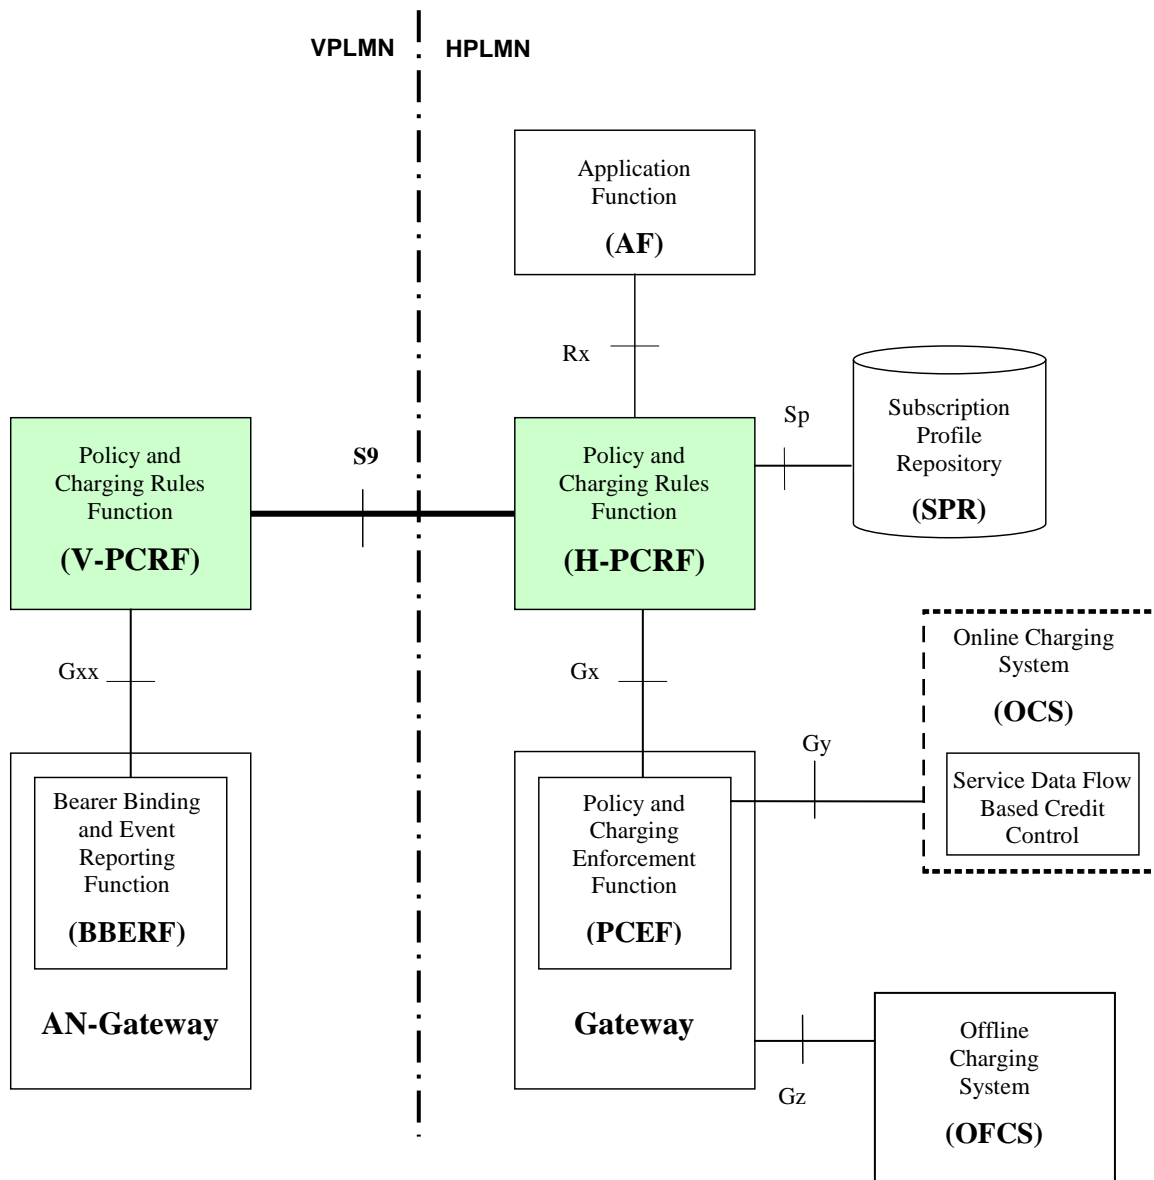 VPLMN
HPLMN
Application
Function
(AF)
Rx
Sp
Subscription
Profile
Repository
(SPR)
Policy and
Charging Rules
Function
(V-PCRF)
S9
Policy and
Charging Rules
Function
(H-PCRF)
Gxx
Gx
Online Charging
System
(OCS)
Gy
Service Data Flow
Based Credit
Control
Bearer Binding
and Event
Reporting
Function
(BBERF)
AN-Gateway
Policy and
Charging
Enforcement
Function
(PCEF)
Gateway
Gz
Offline
Charging
System
(OFCS)